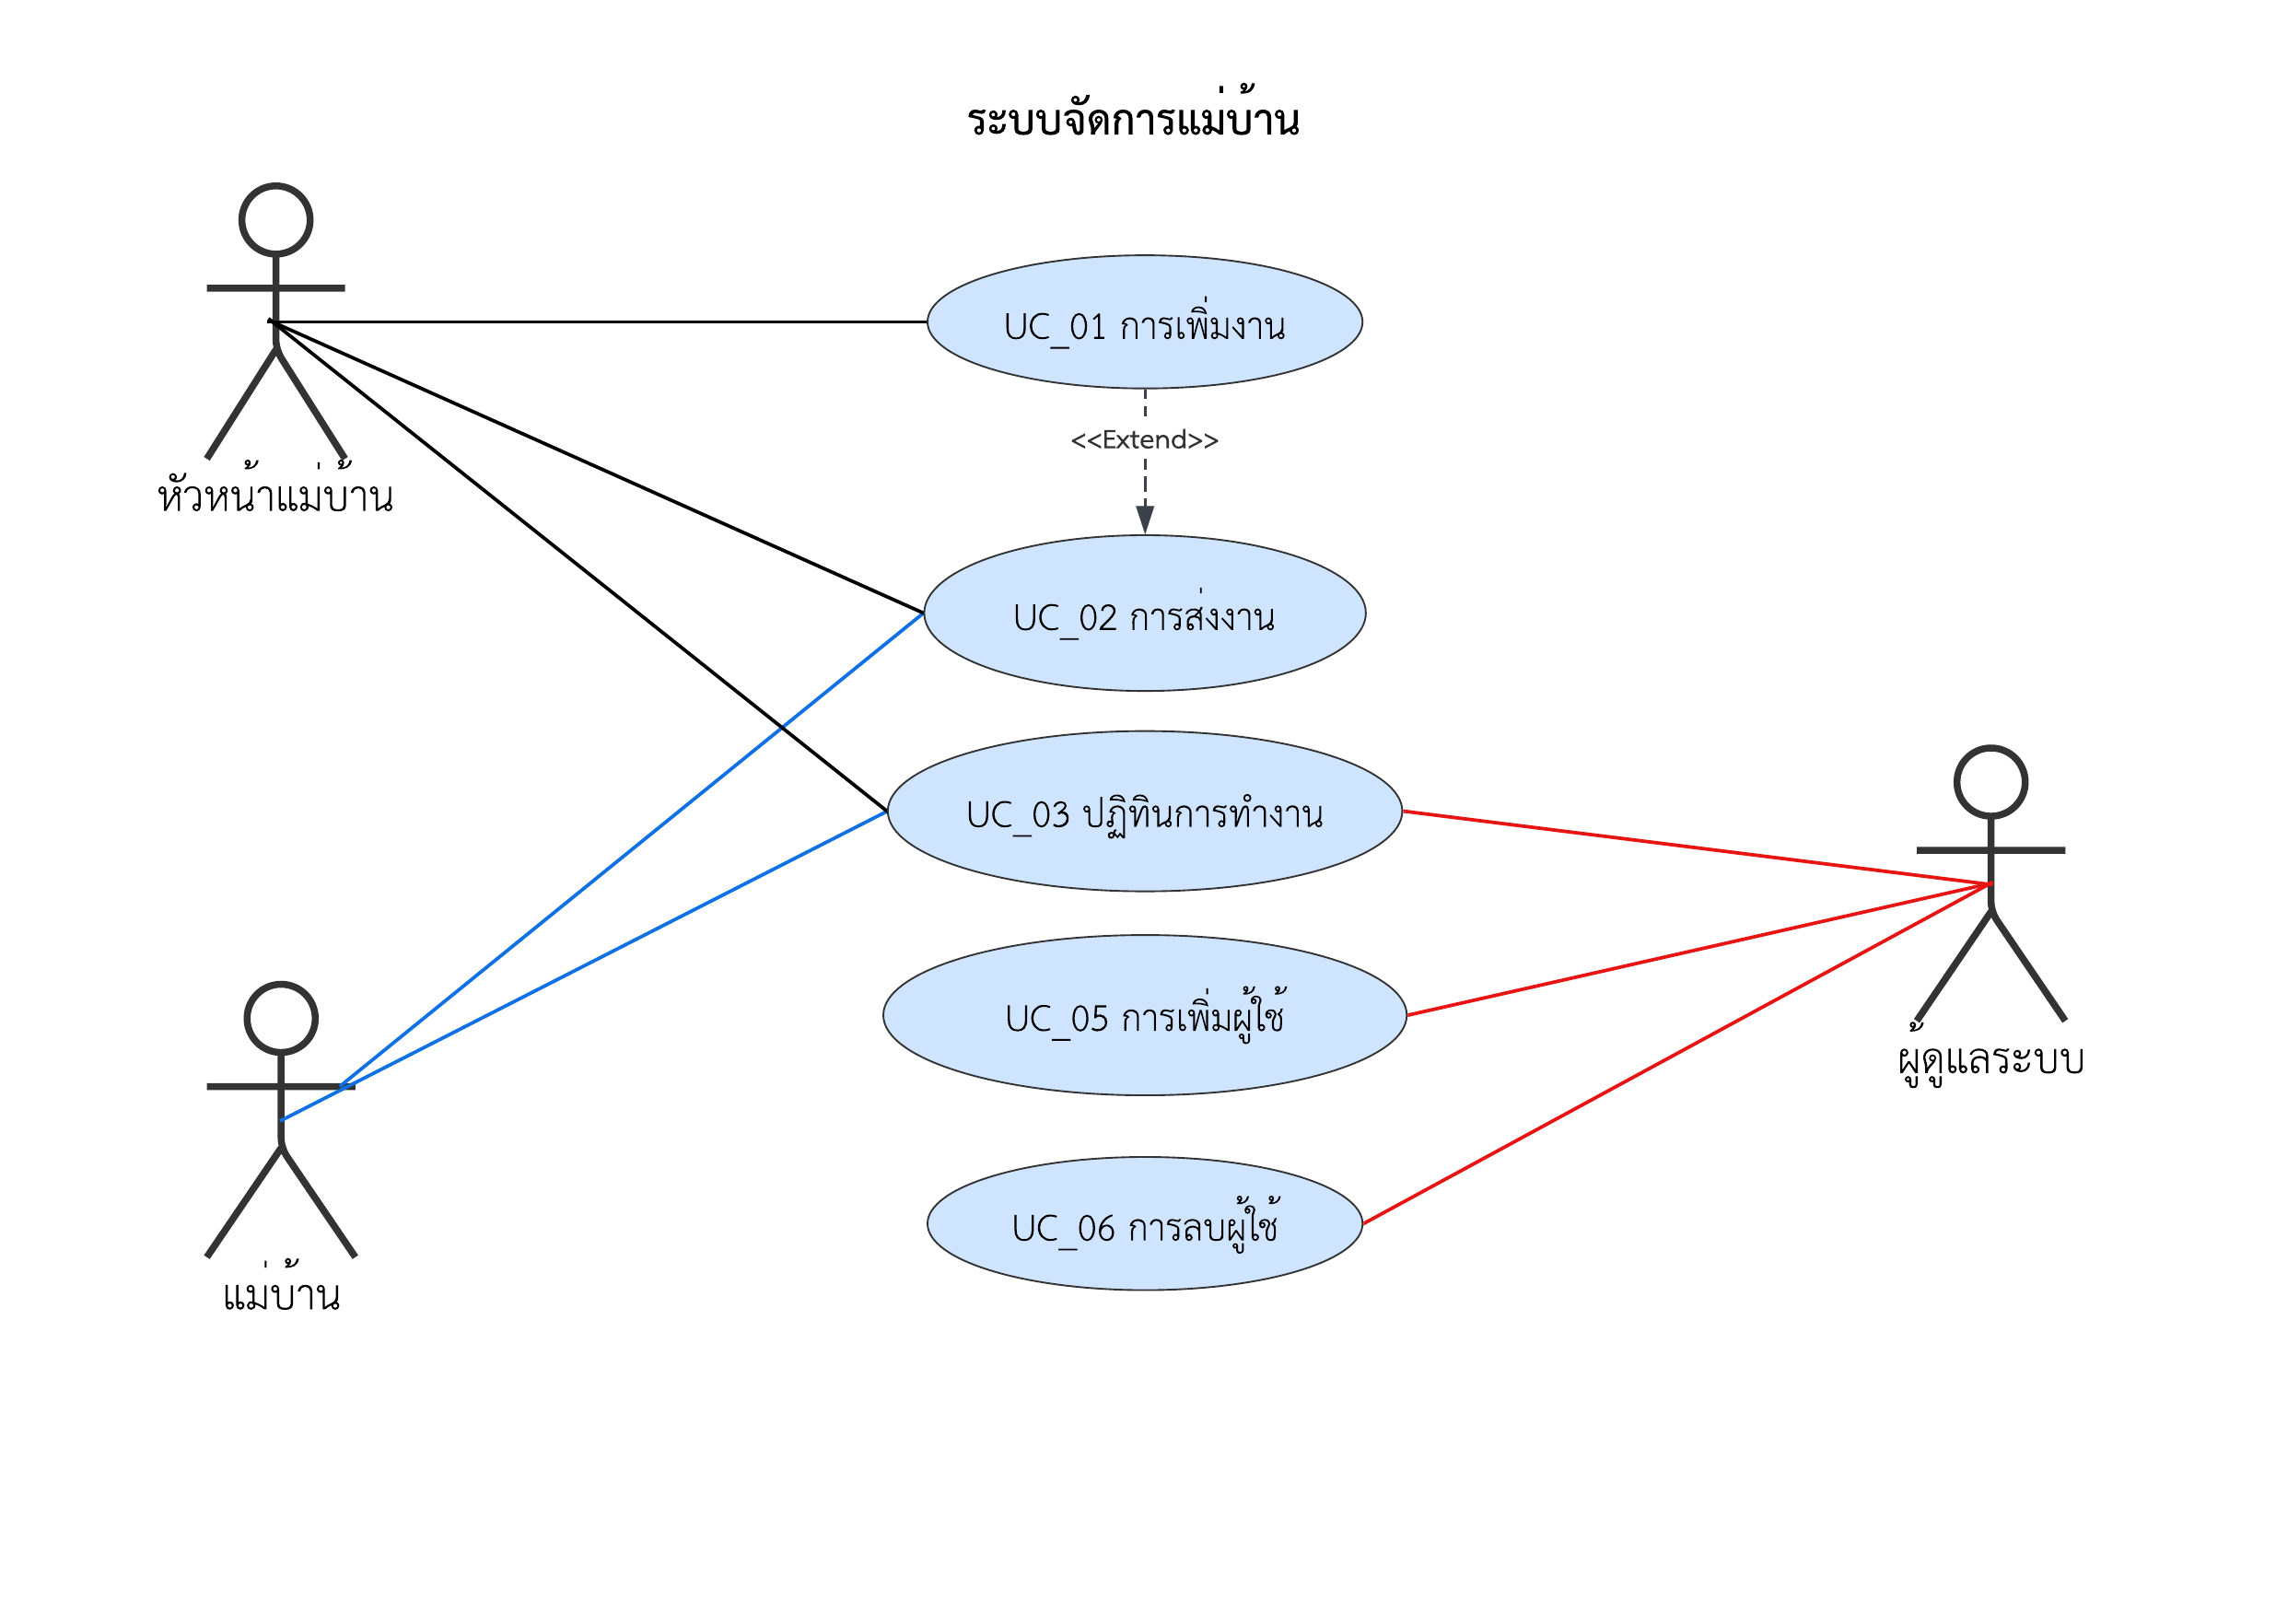 ระบบจัดการแม่บ้าน
UC_01 การเพิ่มงาน
<<Extend>>
หัวหน้าแม่บ้าน
UC_02 การส่งงาน
UC_03 ปฏิทินการทำงาน
UC_05 การเพิ่มผู้ใช้
ผู้ดูแลระบบ
UC_06 การลบผู้ใช้
แม่บ้าน